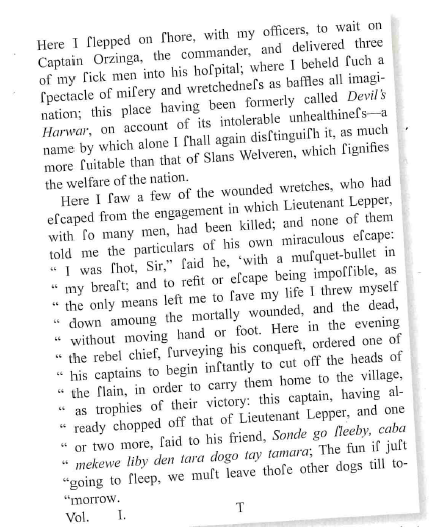 Here I ſlepped on ſhore, with my officers, to wait on
Captain Orzinga, the commander, and delivered three
of my ſick men into his hoſpital; where I beheld ſuch a
ſpectacle of miſery and wretchedneſs as baffles all imagi-
nation; this place having been formerly called Devil's
Harwar, on account of its intolerable unhealthineſs—a
name by which alone I ſhall again diſtinguiſh it, as much
more ſuitable than that of Slans Welveren, which ſignifies
the welfare of the nation.
Here I ſaw a few of the wounded wretches, who had
eſcaped from the engagement in which Lieutenant Lepper,
with ſo many men, had been killed; and none of them
told me the particulars of his own miraculous eſcape:
“ I was ſhot, Sir,” ſaid he, ‘with a muſquet-bullet in
“ my breaſt; and to refit or eſcape being impoſſible, as
“ the only means left me to ſave my life I threw myself
“ down amoung the mortally wounded, and the dead,
“ without moving hand or foot. Here in the evening
“ the rebel chief, ſurveying his conqueſt, ordered one of
“ his captains to begin inſtantly to cut off the heads of
“ the ſlain, in order to carry them home to the village,
“ as trophies of their victory: this captain, having al-
“ ready chopped off that of Lieutenant Lepper, and one
“ or two more, ſaid to his friend, Sonde go ſleeby, caba
“ mekewe liby den tara dogo tay tamara; The fun if juſt
“going to ſleep, we muſt leave thoſe other dogs till to-
“morrow.
Vol. I. T